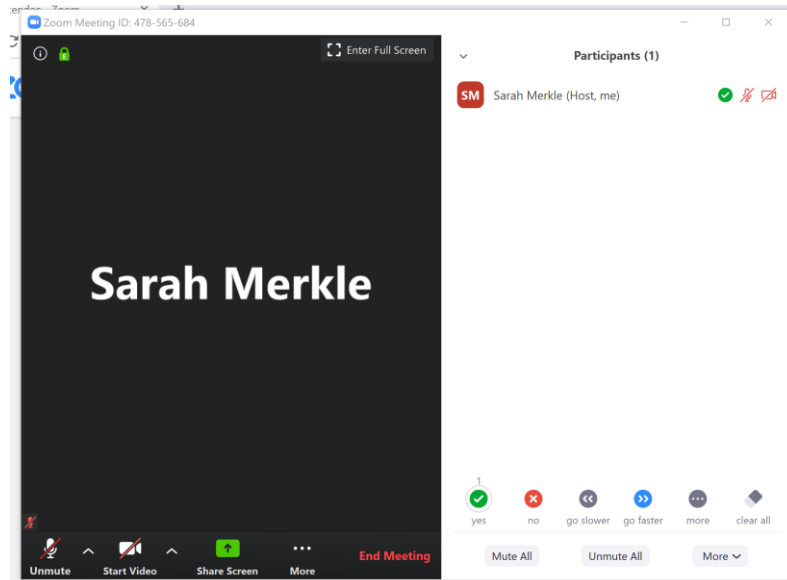 Zoom
Zoom Meeting ID: 478-565-684
Enter Full Screen
Sarah Merkle
Unmute
Start Video
Share Screen
More
End Meeting
Participants (1)
SM
Sarah Merkle (Host, me)
1
yes
no
go slower
go faster
more
clear all
Mute All
Unmute All
More